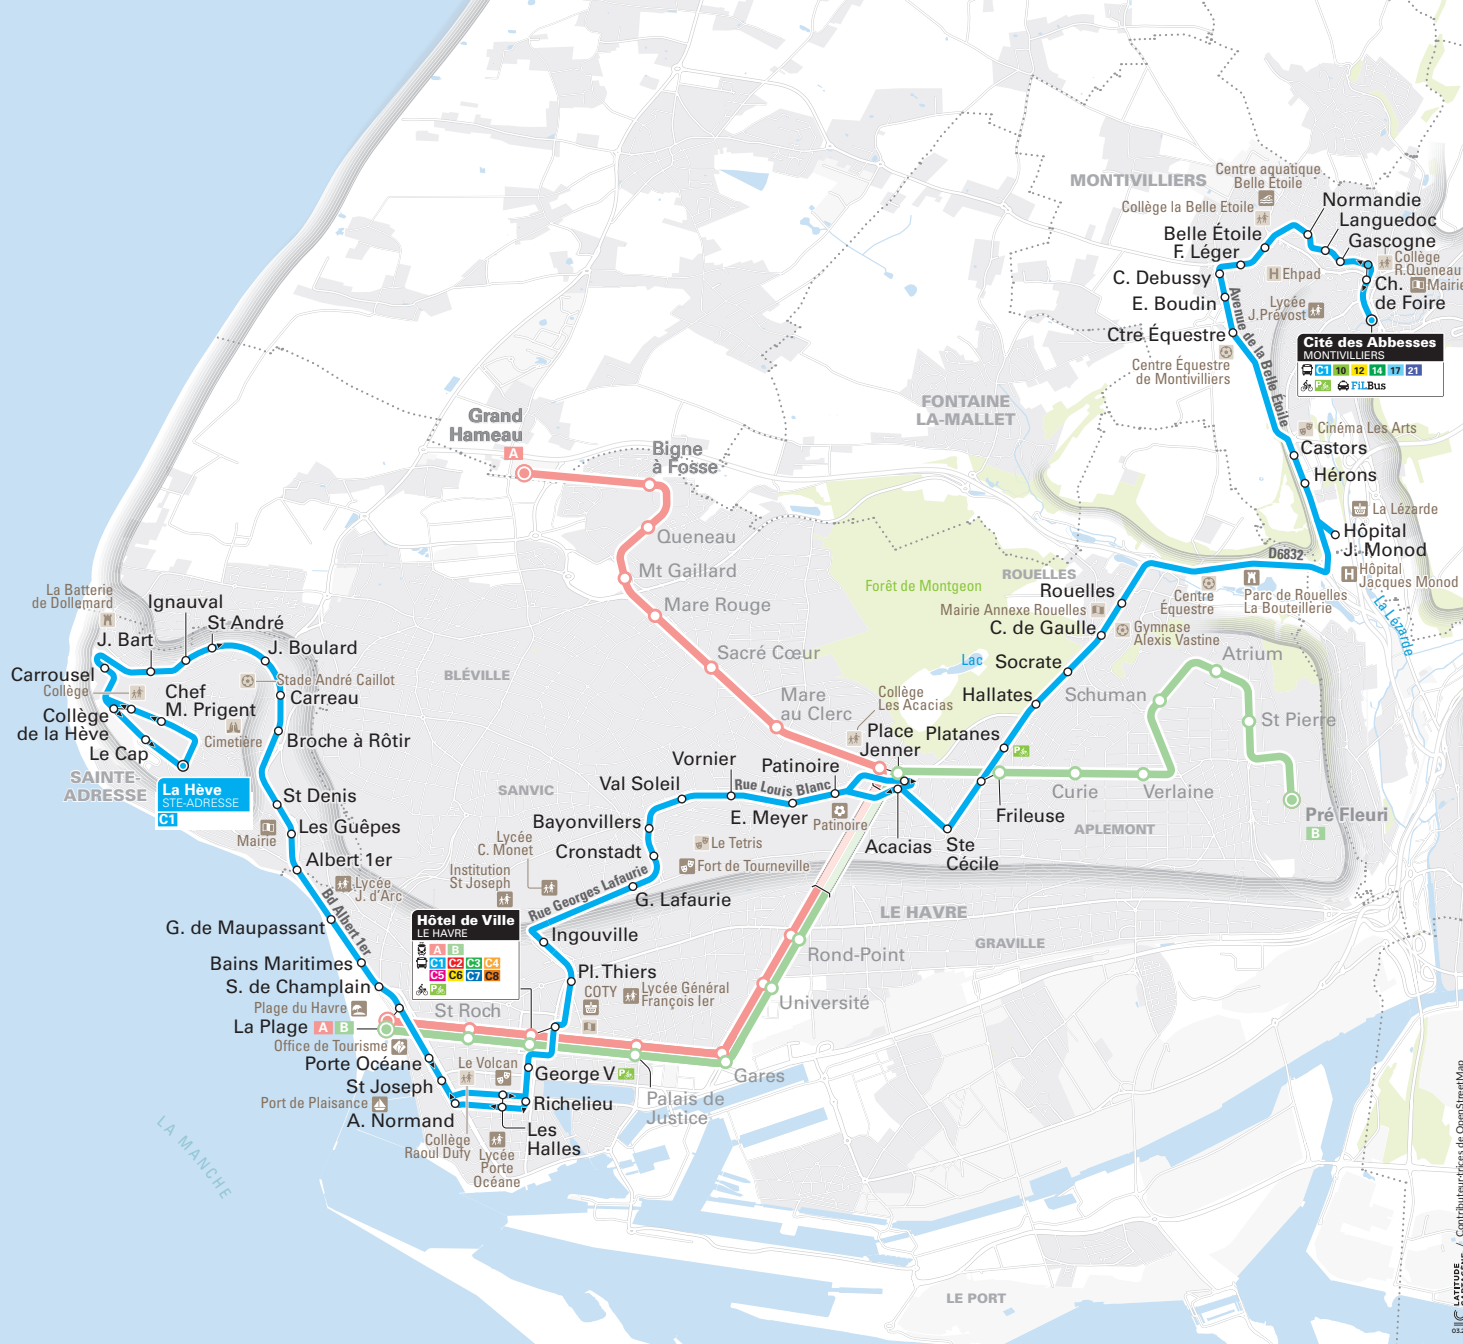 MONTIVILLIERS
Centre aquatique
Belle Étoile
Collège la Belle Etoile
Normandie
Languedoc
Gascogne
Belle Étoile
F. Léger
C. Debussy
E. Boudin
Ctre Équestre
Centre Équestre
de Montivilliers
H Ehpad
Collège
R.Queneau
Mairie
Ch.
de Foire
Lycée
J.Prévost
Avenue de la Belle Étoile
Cité des Abbesses
MONTIVILLIERS
C1 10 12 14 17 21
P FiLBus
Cinéma Les Arts
Castors
Hérons
La Lézarde
Hôpital
J. Monod
H Hôpital
Jacques Monod
La Lézarde
D6832
Parc de Rouelles
La Bouteillerie
Centre
Équestre
FONTAINE
LA-MALLET
Grand
Hameau
A
Bigne
à Fosse
Queneau
Mt Gaillard
Mare Rouge
Sacré Cœur
Mare
au Clerc
Forêt de Montgeon
ROUELLES
Rouelles
Mairie Annexe Rouelles
C. de Gaulle
Gymnase
Alexis Vastine
Lac
Socrate
Hallates
Schuman
Atrium
St Pierre
Platanes
P
Collège
Les Acacias
Place
Jenner
Frileuse
Curie
Verlaine
Pré Fleuri
B
APLEMONT
Acacias
Ste
Cécile
La Batterie
de Dollemard
Ignauval
St André
J. Bart
J. Boulard
Carrousel
Collège
Chef
M. Prigent
Stade André Caillot
Carreau
Collège
de la Hève
Cimetière
Broche à Rôtir
Le Cap
SAINTE-
ADRESSE
La Hève
STE-ADRESSE
C1
St Denis
Les Guêpes
Mairie
Albert 1er
Lycée
J. d'Arc
Bd Albert 1er
BLÉVILLE
SANVIC
Vornier
Patinoire
Val Soleil
Rue Louis Blanc
E. Meyer
Patinoire
Bayonvillers
Cronstadt
Le Tetris
Fort de Tourneville
Lycée
C. Monet
Institution
St Joseph
Rue Georges Lafaurie
G. Lafaurie
LE HAVRE
GRAVILLE
G. de Maupassant
Hôtel de Ville
LE HAVRE
A B
C1 C2 C3 C4
C5 C6 C7 C8
P
Ingouville
Pl. Thiers
COTY
Lycée Général
François Ier
Rond-Point
Université
Bains Maritimes
S. de Champlain
Plage du Havre
La Plage A B
St Roch
Office de Tourisme
Porte Océane
Le Volcan
George V P
Gares
Palais de
Justice
St Joseph
Port de Plaisance
A. Normand
Richelieu
Les
Halles
Collège
Raoul Dufy
Lycée
Porte
Océane
LA MANCHE
LE PORT
LATITUDE
/ Contributeur·trices de OpenStreetMap